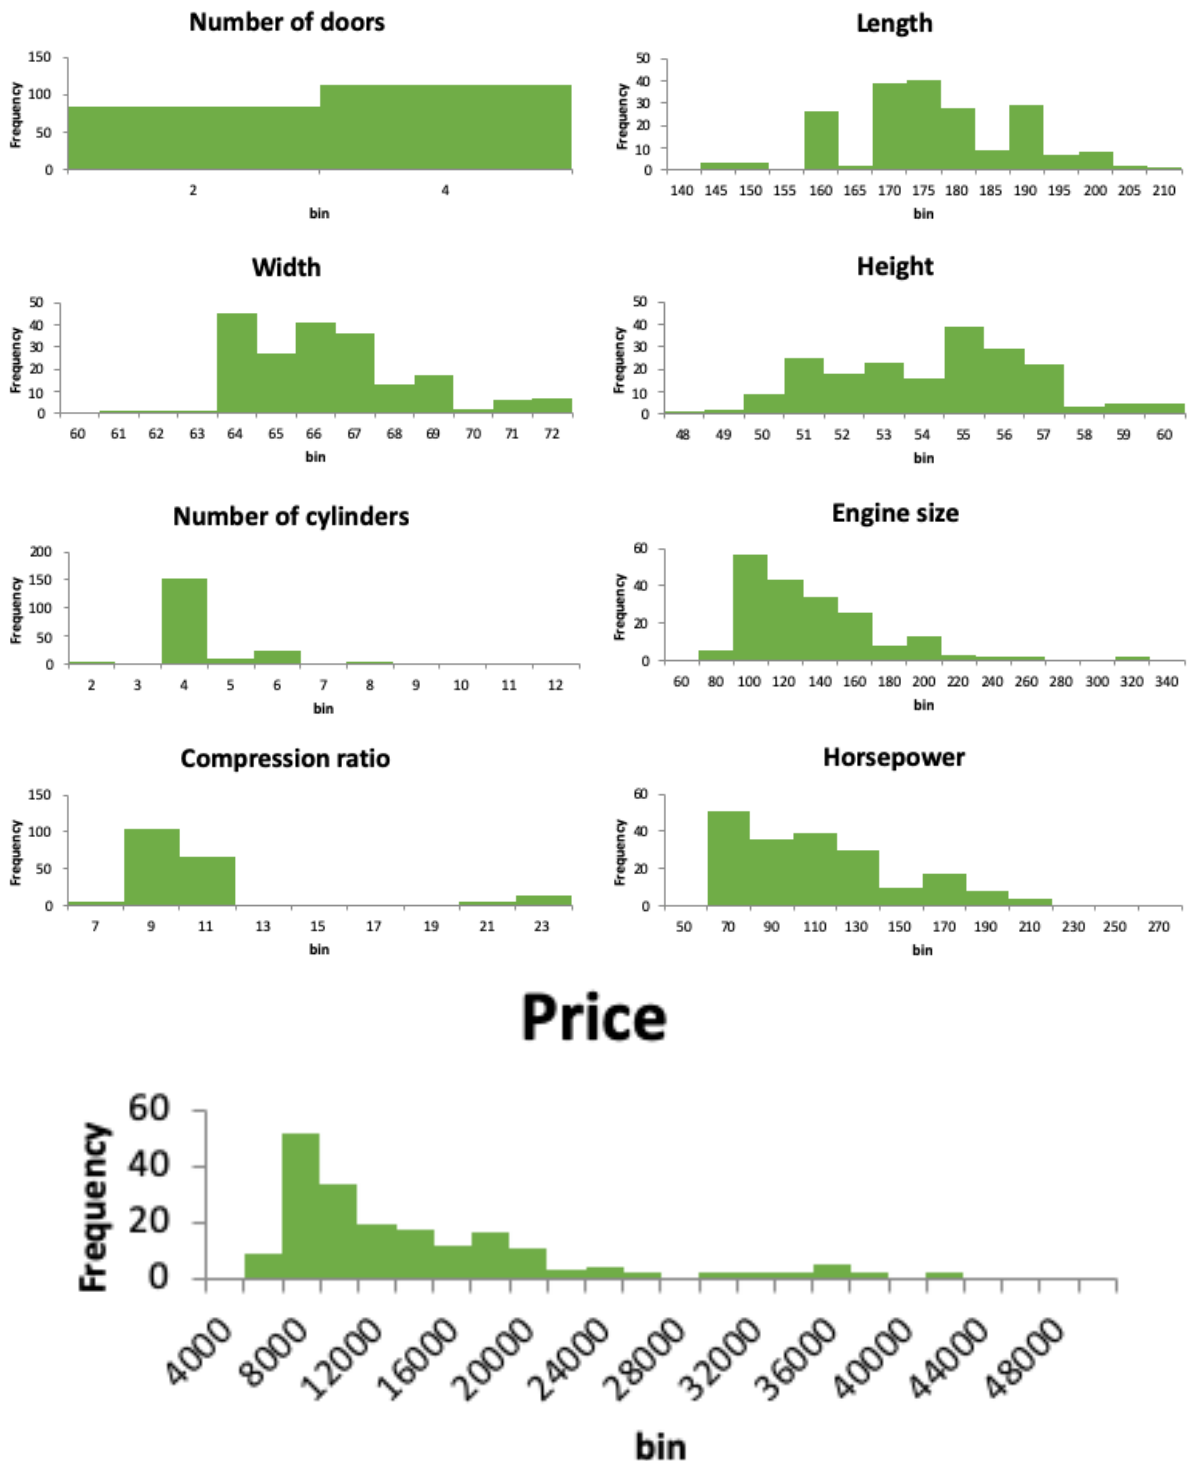 Number of doors
Frequency
150
100
50
0
2 4
bin
Length
Frequency
50
40
30
20
10
0
140 145 150 155 160 165 170 175 180 185 190 195 200 205 210
bin
Width
Frequency
50
40
30
20
10
0
60 61 62 63 64 65 66 67 68 69 70 71 72
bin
Height
Frequency
50
40
30
20
10
0
48 49 50 51 52 53 54 55 56 57 58 59 60
bin
Number of cylinders
Frequency
200
150
100
50
0
2 3 4 5 6 7 8 9 10 11 12
bin
Engine size
Frequency
60
40
20
0
60 80 100 120 140 160 180 200 220 240 260 280 300 320 340
bin
Compression ratio
Frequency
150
100
50
0
7 9 11 13 15 17 19 21 23
bin
Horsepower
Frequency
60
40
20
0
50 70 90 110 130 150 170 190 210 230 250 270
bin
Price
Frequency
60
40
20
0
4000 8000 12000 16000 20000 24000 28000 32000 36000 40000 44000 48000
bin